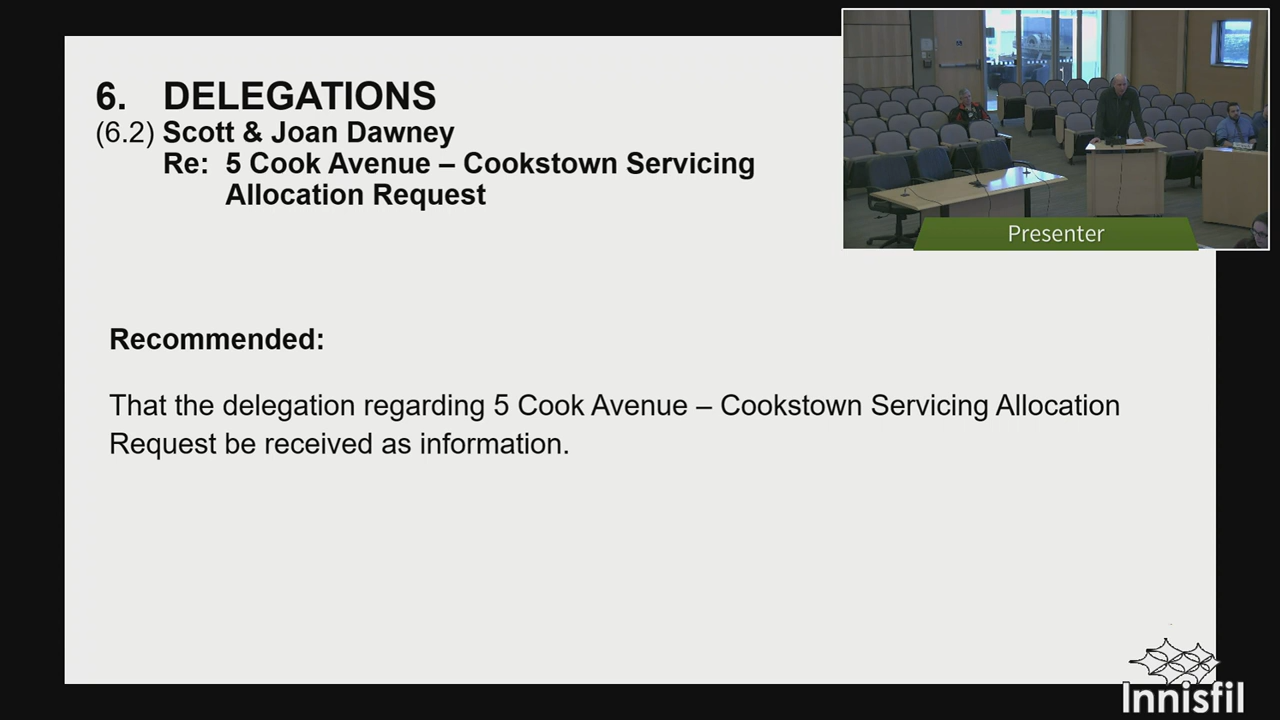 6. DELEGATIONS
(6.2) Scott & Joan Dawney
Re: 5 Cook Avenue – Cookstown Servicing
Allocation Request
Presenter
Recommended:
That the delegation regarding 5 Cook Avenue – Cookstown Servicing Allocation
Request be received as information.
Innisfil